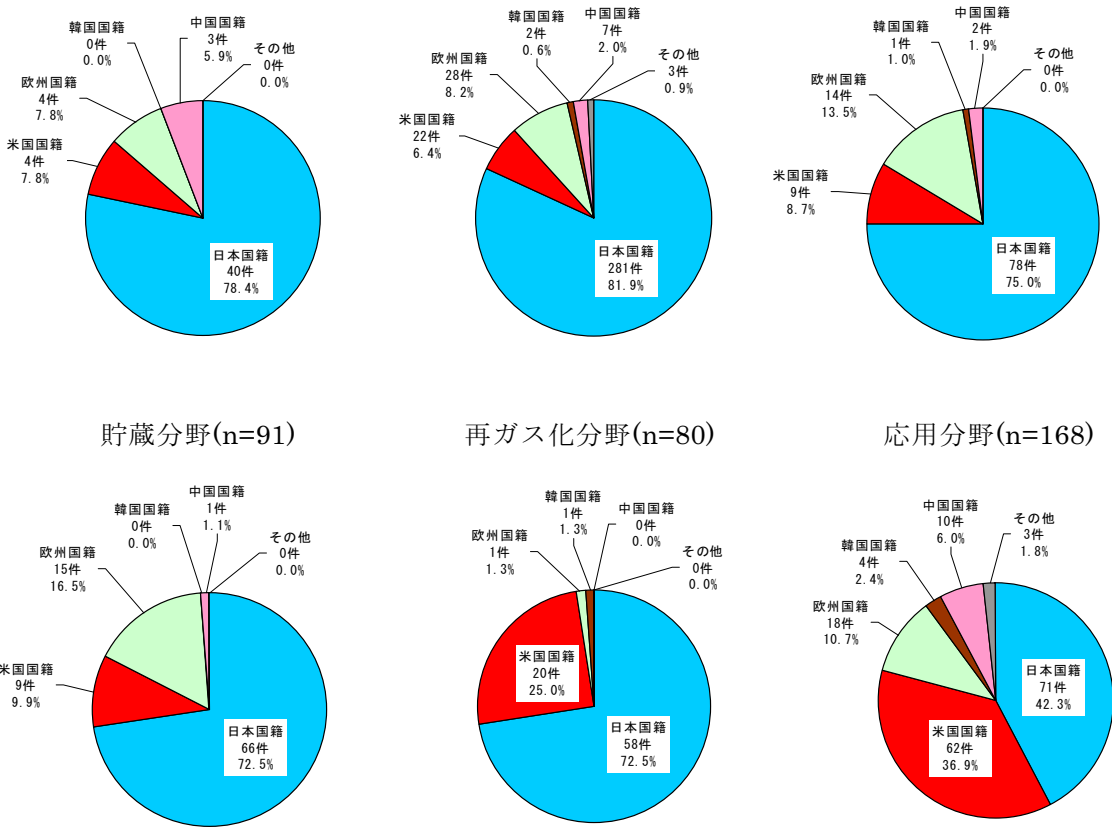 韓国国籍
0件
0.0%
中国国籍
3件
5.9%
その他
0件
0.0%
欧州国籍
4件
7.8%
米国国籍
4件
7.8%
日本国籍
40件
78.4%
韓国国籍
2件
0.6%
中国国籍
7件
2.0%
その他
3件
0.9%
欧州国籍
28件
8.2%
米国国籍
22件
6.4%
日本国籍
281件
81.9%
韓国国籍
1件
1.0%
中国国籍
2件
1.9%
その他
0件
0.0%
欧州国籍
14件
13.5%
米国国籍
9件
8.7%
日本国籍
78件
75.0%
貯蔵分野(n=91)
韓国国籍
0件
0.0%
中国国籍
1件
1.1%
その他
0件
0.0%
欧州国籍
15件
16.5%
米国国籍
9件
9.9%
日本国籍
66件
72.5%
再ガス化分野(n=80)
韓国国籍
1件
1.3%
中国国籍
0件
0.0%
その他
0件
0.0%
欧州国籍
1件
1.3%
米国国籍
20件
25.0%
日本国籍
58件
72.5%
応用分野(n=168)
中国国籍
10件
6.0%
その他
3件
1.8%
韓国国籍
4件
2.4%
欧州国籍
18件
10.7%
日本国籍
71件
42.3%
米国国籍
62件
36.9%